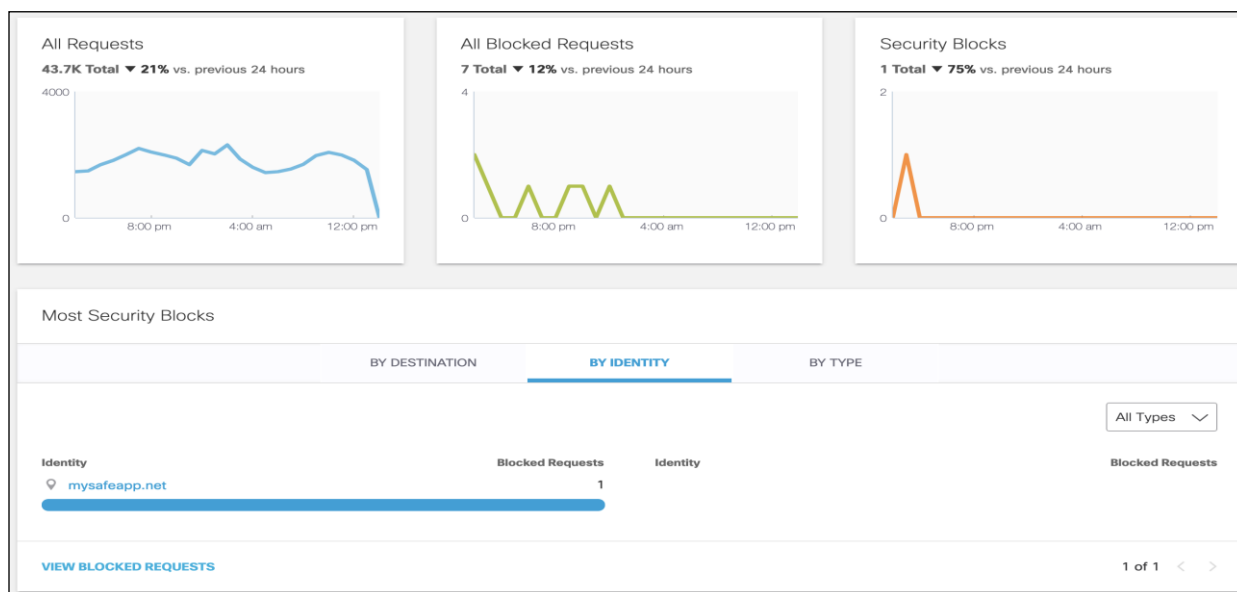 All Requests
43.7K Total ▼ 21% vs. previous 24 hours
4000
0
8:00 pm 4:00 am 12:00 pm
All Blocked Requests
7 Total ▼ 12% vs. previous 24 hours
4
0
8:00 pm 4:00 am 12:00 pm
Security Blocks
1 Total ▼ 75% vs. previous 24 hours
2
0
8:00 pm 4:00 am 12:00 pm
Most Security Blocks
BY DESTINATION BY IDENTITY BY TYPE
All Types
Identity Blocked Requests Identity Blocked Requests
mysafeapp.net 1
VIEW BLOCKED REQUESTS 1 of 1 < >